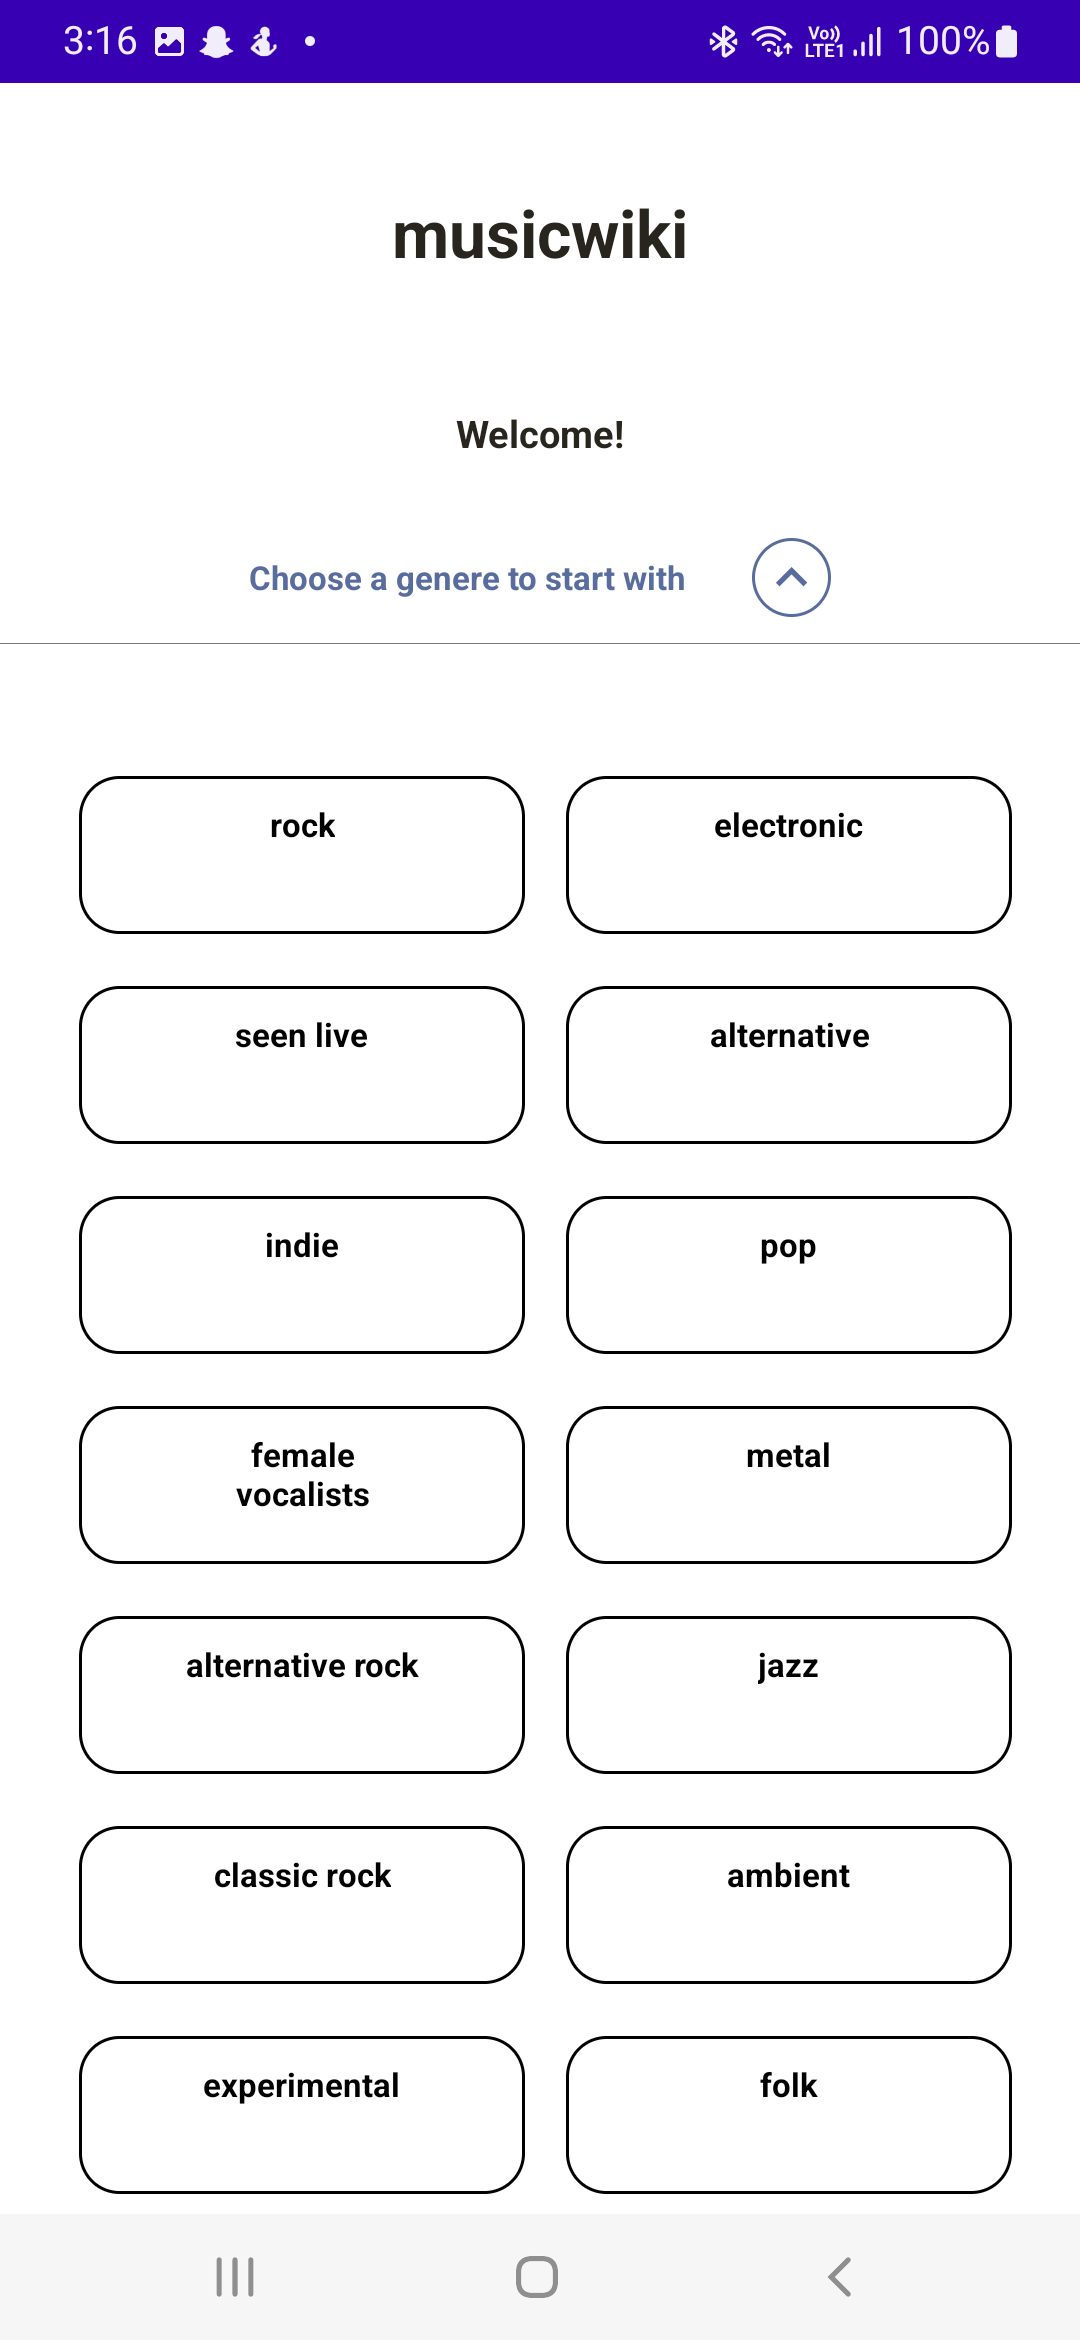 3:16 Vo)) LTE1 100%
musicwiki
Welcome!
Choose a genere to start with
rock electronic
seen live alternative
indie pop
female vocalists metal
alternative rock jazz
classic rock ambient
experimental folk